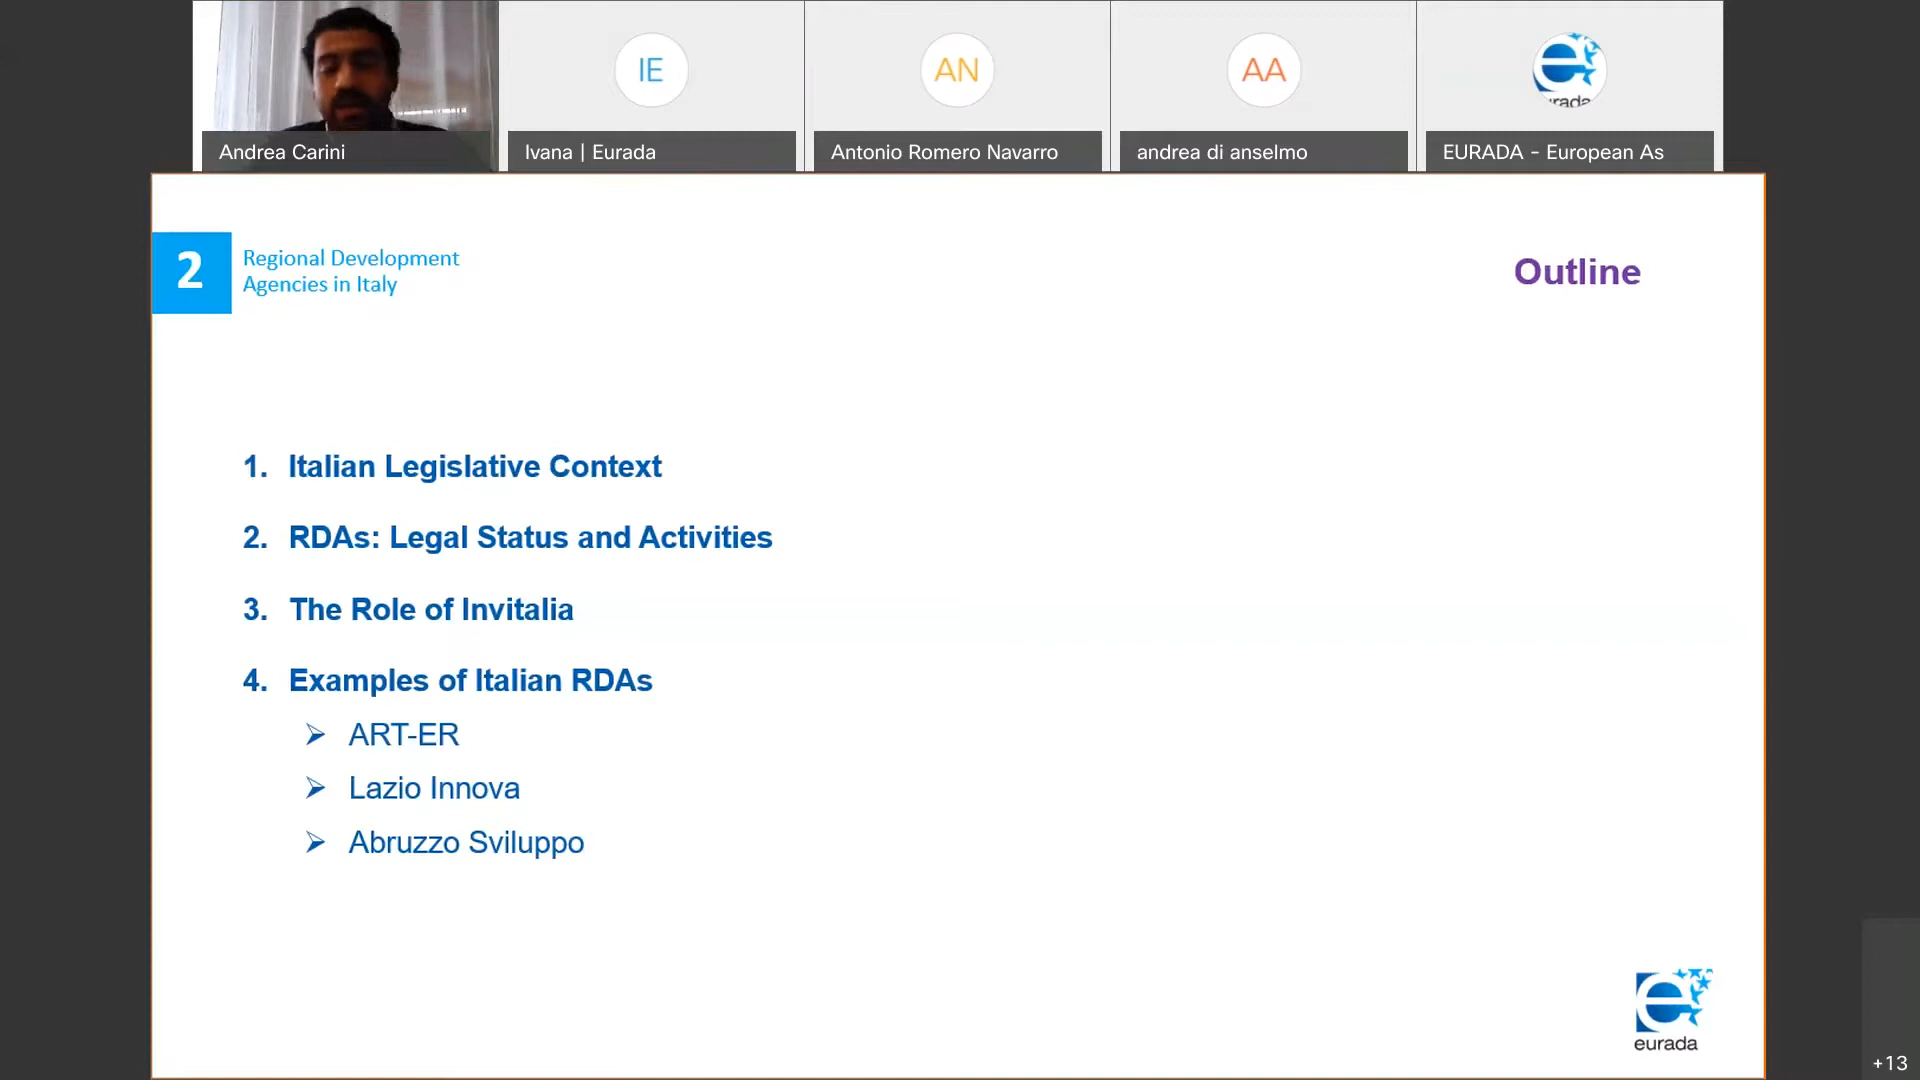 IE
AN
AA
e
urada
Andrea Carini
Ivana | Eurada
Antonio Romero Navarro
andrea di anselmo
EURADA - European As
2
Regional Development
Agencies in Italy
Outline
1. Italian Legislative Context
2. RDAs: Legal Status and Activities
3. The Role of Invitalia
4. Examples of Italian RDAs
➢ ART-ER
➢ Lazio Innova
➢ Abruzzo Sviluppo
e
eurada
+13